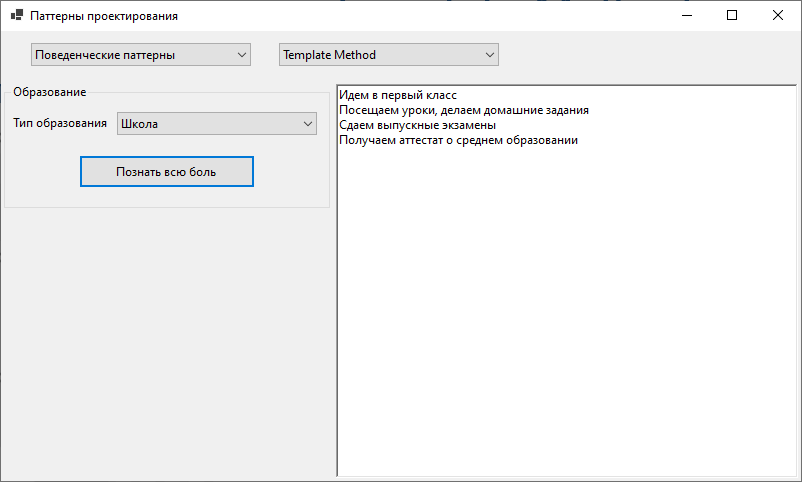 Паттерны проектирования
Поведенческие паттерны
Template Method
Образование
Тип образования
Школа
Познать всю боль
Идем в первый класс
Посещаем уроки, делаем домашние задания
Сдаем выпускные экзамены
Получаем аттестат о среднем образовании